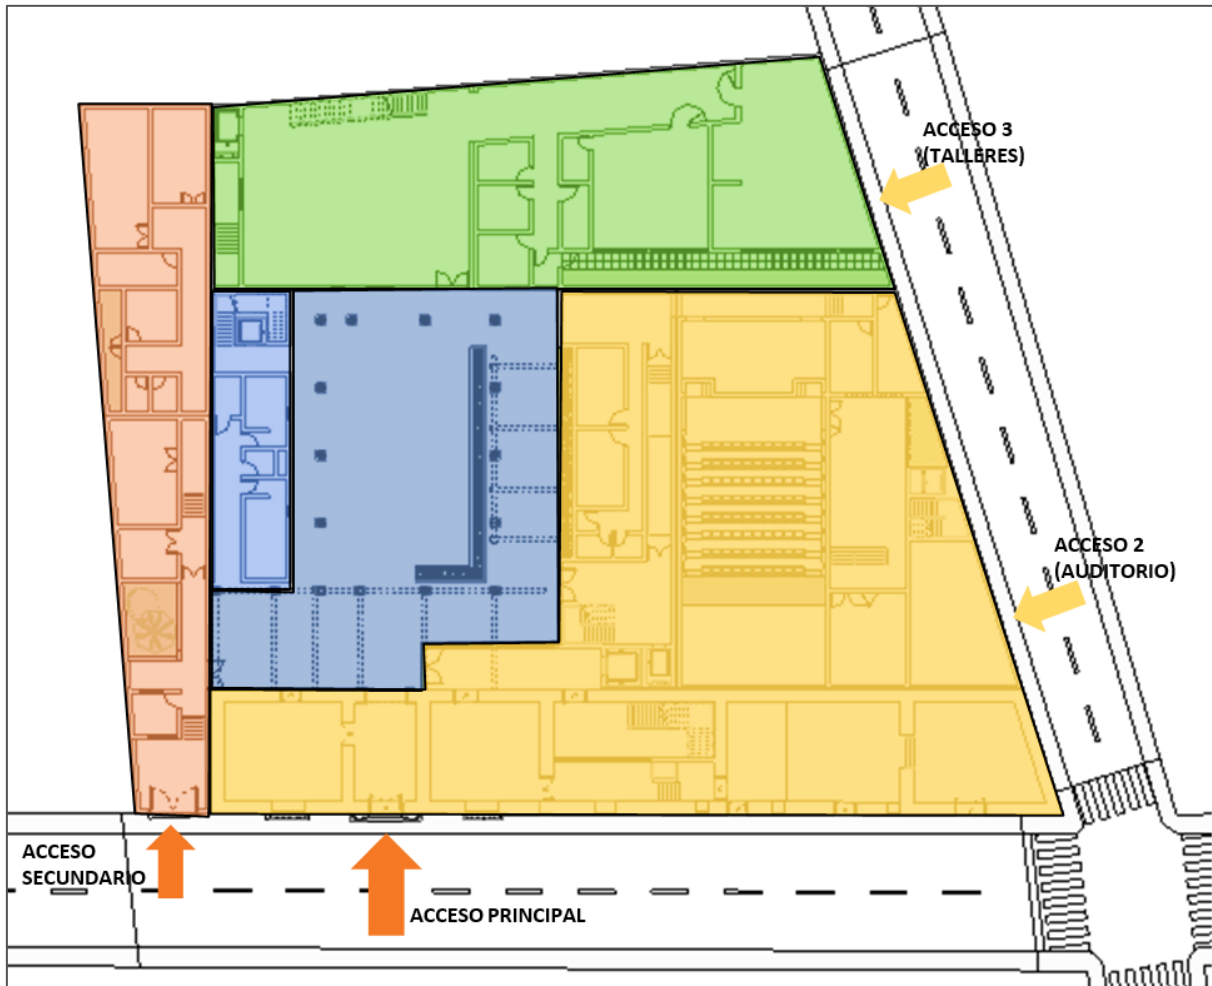 ACCESO 3
(TALLERES)
ACCESO 2
(AUDITORIO)
ACCESO
SECUNDARIO
ACCESO PRINCIPAL